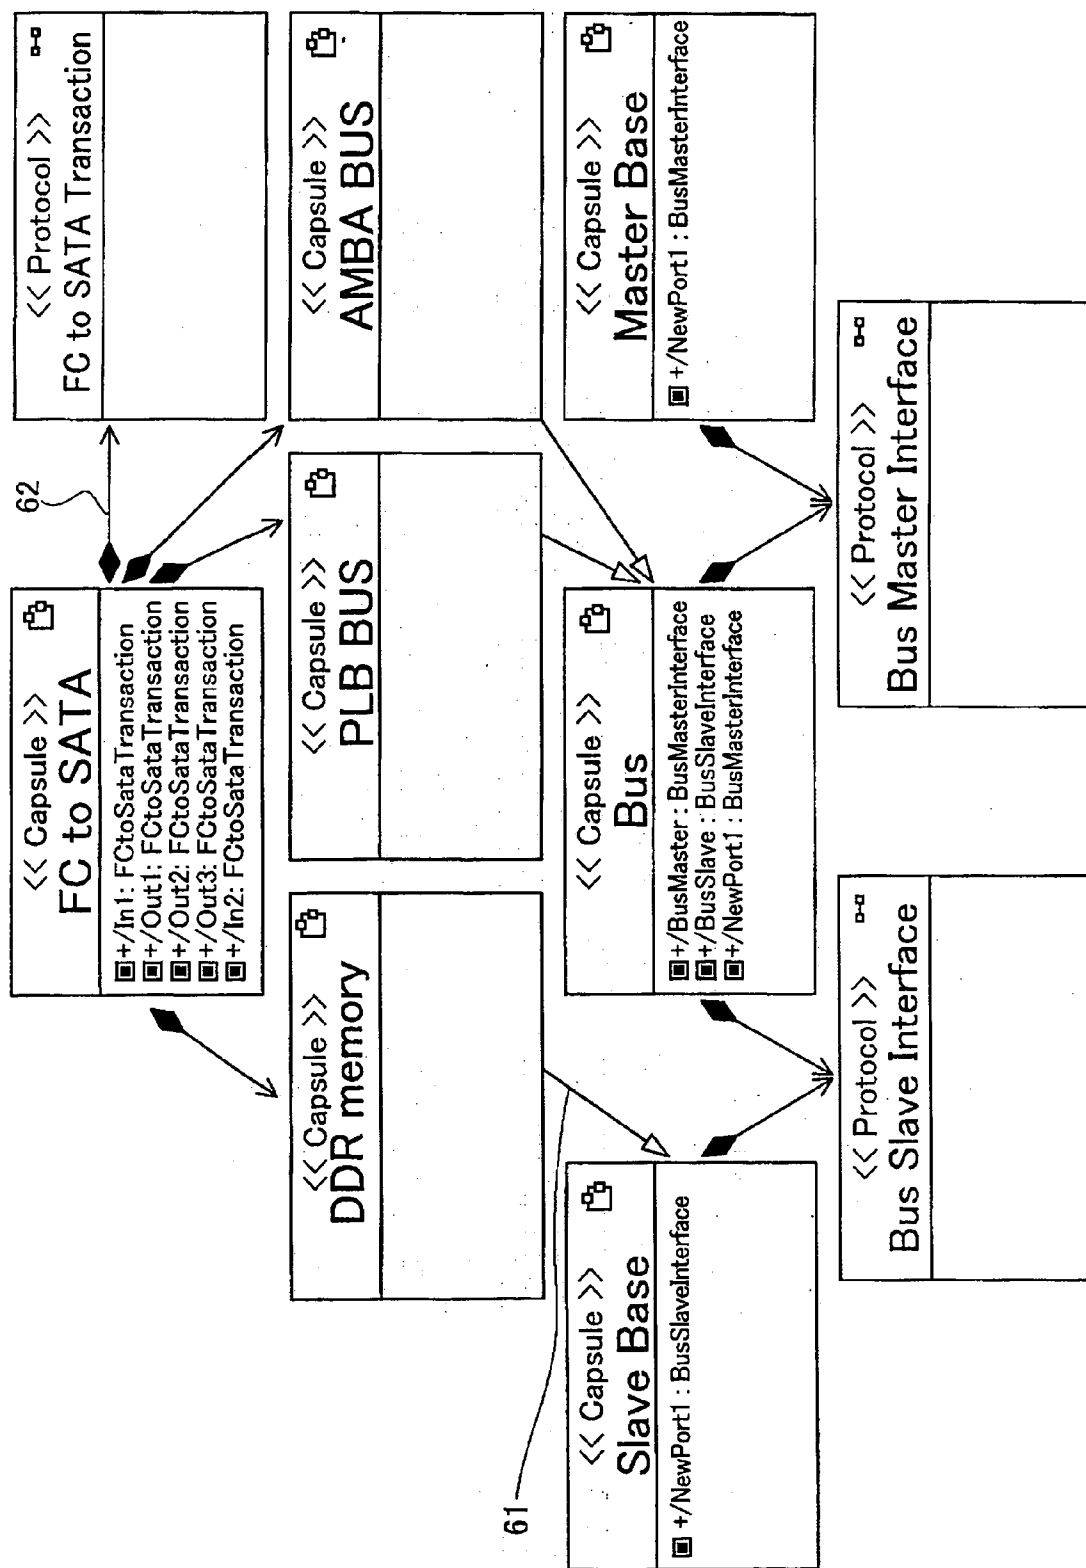 << Capsule >>
FC to SATA
+/In1: FCtoSataTransaction
+/Out1: FCtoSataTransaction
+/Out2: FCtoSataTransaction
+/Out3: FCtoSataTransaction
+/In2: FCtoSataTransaction
62
<< Protocol >>
FC to SATA Transaction
<< Capsule >>
DDR memory
<< Capsule >>
PLB BUS
<< Capsule >>
AMBA BUS
61
<< Capsule >>
Slave Base
+/NewPort1 : BusSlaveInterface
<< Capsule >>
Bus
+/BusMaster : BusMasterInterface
+/BusSlave : BusSlaveInterface
+/NewPort1 : BusMasterInterface
<< Capsule >>
Master Base
+/NewPort1 : BusMasterInterface
<< Protocol >>
Bus Slave Interface
<< Protocol >>
Bus Master Interface